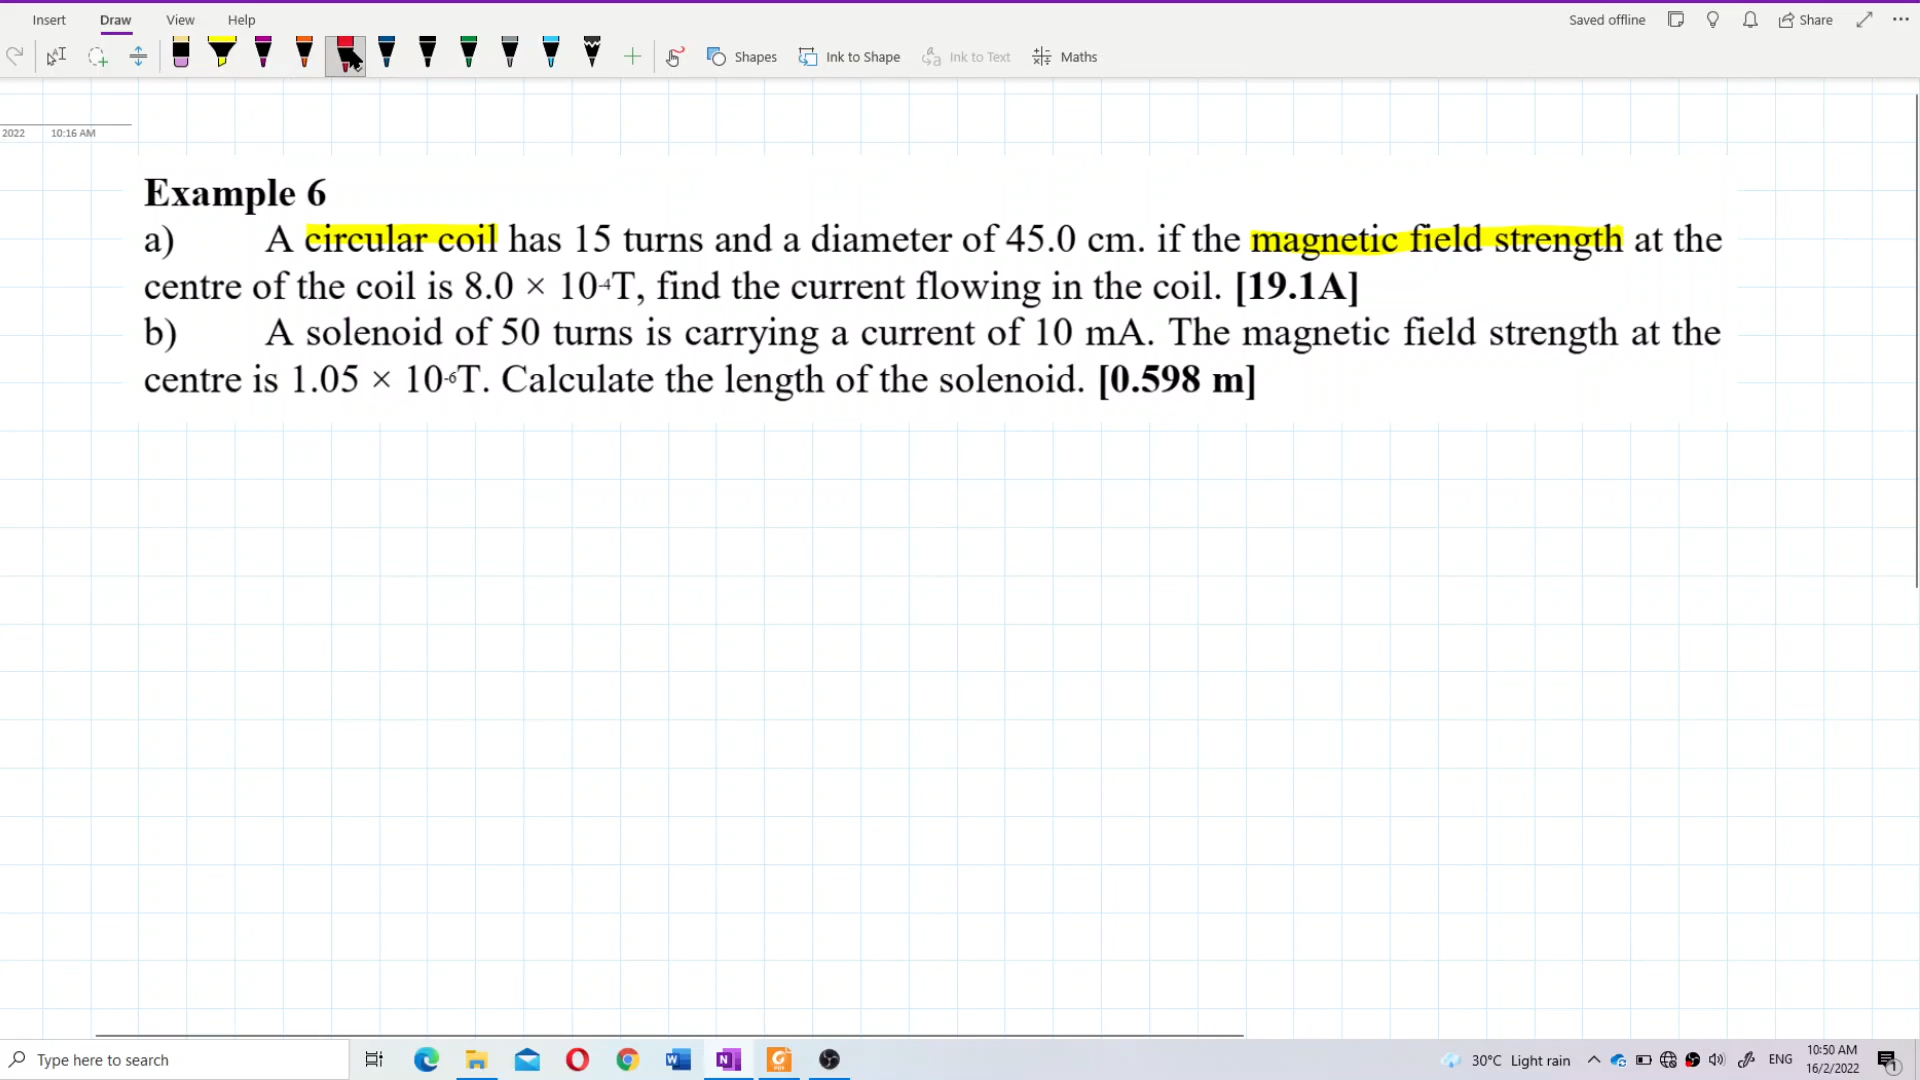 Insert Draw View Help Saved offline Share
Shapes Ink to Shape Ink to Text Maths
2022 10:16 AM
Example 6
a) A circular coil has 15 turns and a diameter of 45.0 cm. if the magnetic field strength at the
centre of the coil is 8.0 × 10⁻⁴T, find the current flowing in the coil. [19.1A]
b) A solenoid of 50 turns is carrying a current of 10 mA. The magnetic field strength at the
centre is 1.05 × 10⁻⁶T. Calculate the length of the solenoid. [0.598 m]
Type here to search 30°C Light rain ENG 10:50 AM
16/2/2022